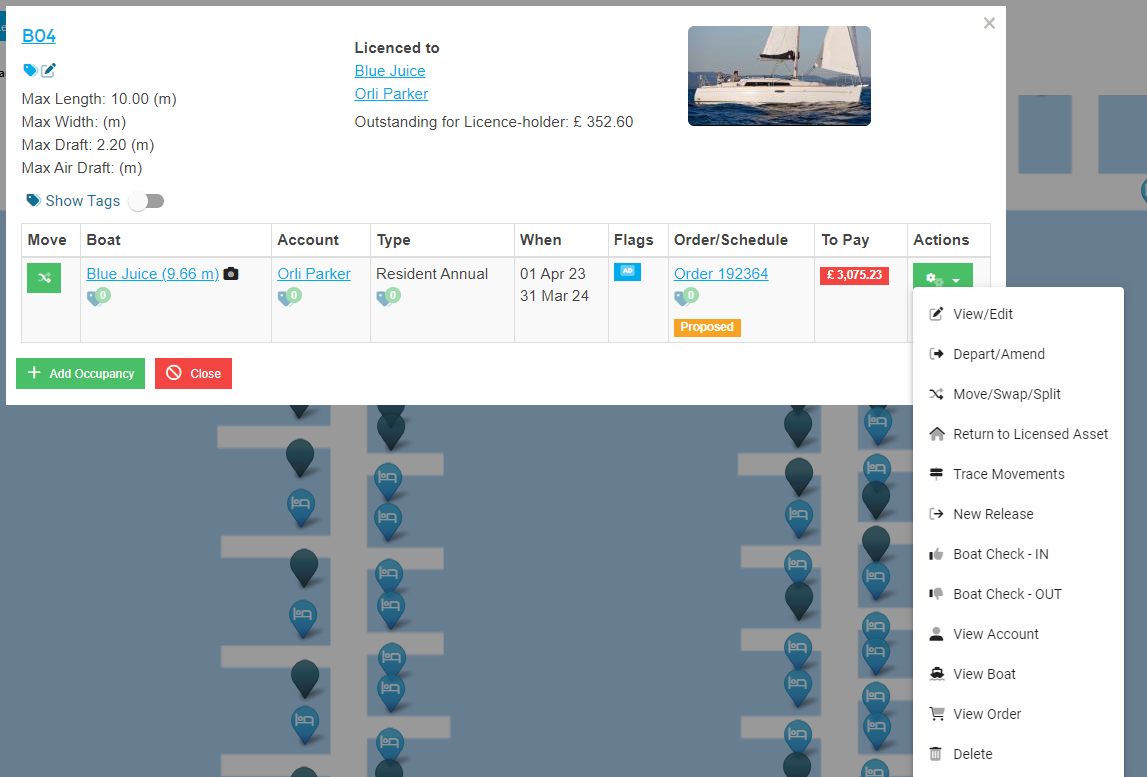 B04
Max Length: 10.00 (m)
Max Width: (m)
Max Draft: 2.20 (m)
Max Air Draft: (m)
Show Tags
Licenced to
Blue Juice
Orli Parker
Outstanding for Licence-holder: £ 352.60
×
Move Boat Account Type When Flags Order/Schedule To Pay Actions
Blue Juice (9.66 m) Orli Parker Resident Annual 01 Apr 23 AD Order 192364 £ 3,075.23
0 0 0 31 Mar 24 0
Proposed
+ Add Occupancy Close
View/Edit
Depart/Amend
Move/Swap/Split
Return to Licensed Asset
Trace Movements
New Release
Boat Check - IN
Boat Check - OUT
View Account
View Boat
View Order
Delete